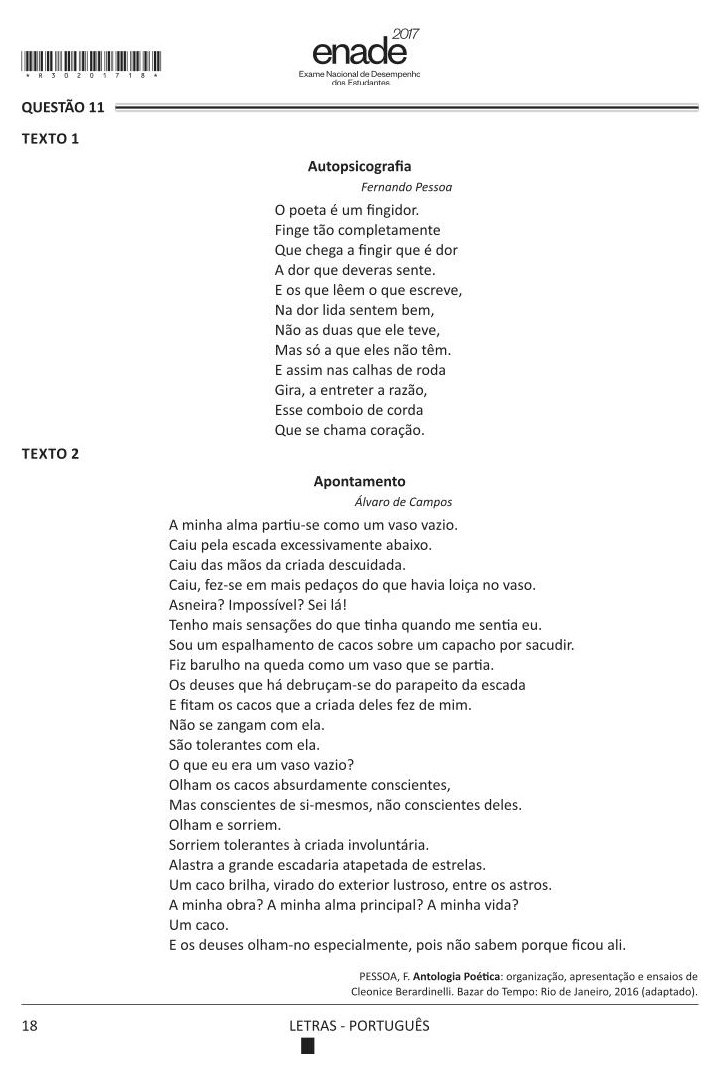 2017
enade
Exame Nacional de Desempenho
dos Estudantes
*R30201718*
QUESTÃO 11
TEXTO 1
Autopsicografia
Fernando Pessoa
O poeta é um fingidor.
Finge tão completamente
Que chega a fingir que é dor
A dor que deveras sente.
E os que lêem o que escreve,
Na dor lida sentem bem,
Não as duas que ele teve,
Mas só a que eles não têm.
E assim nas calhas de roda
Gira, a entreter a razão,
Esse comboio de corda
Que se chama coração.
TEXTO 2
Apontamento
Álvaro de Campos
A minha alma partiu-se como um vaso vazio.
Caiu pela escada excessivamente abaixo.
Caiu das mãos da criada descuidada.
Caiu, fez-se em mais pedaços do que havia loiça no vaso.
Asneira? Impossível? Sei lá!
Tenho mais sensações do que tinha quando me sentia eu.
Sou um espalhamento de cacos sobre um capacho por sacudir.
Fiz barulho na queda como um vaso que se partia.
Os deuses que há debruçam-se do parapeito da escada
E fitam os cacos que a criada deles fez de mim.
Não se zangam com ela.
São tolerantes com ela.
O que eu era um vaso vazio?
Olham os cacos absurdamente conscientes,
Mas conscientes de si-mesmos, não conscientes deles.
Olham e sorriem.
Sorriem tolerantes à criada involuntária.
Alastra a grande escadaria atapetada de estrelas.
Um caco brilha, virado do exterior lustroso, entre os astros.
A minha obra? A minha alma principal? A minha vida?
Um caco.
E os deuses olham-no especialmente, pois não sabem porque ficou ali.
PESSOA, F. Antologia Poética: organização, apresentação e ensaios de
Cleonice Berardinelli. Bazar do Tempo: Rio de Janeiro, 2016 (adaptado).
18
LETRAS - PORTUGUÊS